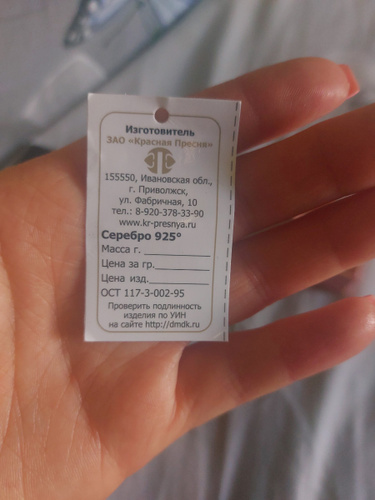 Изготовитель
ЗАО «Красная Пресня»
155550, Ивановская обл.,
г. Приволжск,
ул. Фабричная, 10
тел.: 8-920-378-33-90
www.kr-presnya.ru
Серебро 925°
Масса г.
Цена за гр.
Цена изд.
ОСТ 117-3-002-95
Проверить подлинность
изделия по УИН
на сайте http://dmdk.ru